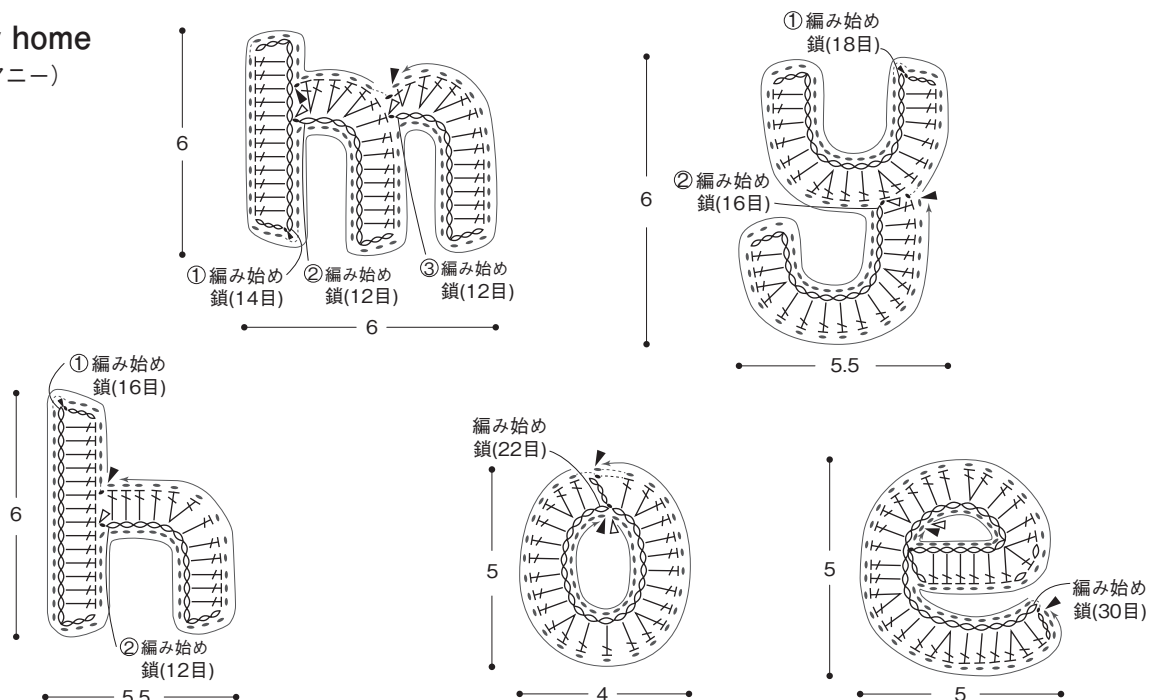 home
ニー）
6
①編み始め
鎖(14目)
②編み始め
鎖(12目)
③編み始め
鎖(12目)
6
①編み始め
鎖(18目)
②編み始め
鎖(16目)
6
5.5
①編み始め
鎖(16目)
6
②編み始め
鎖(12目)
5.5
編み始め
鎖(22目)
5
4
5
編み始め
鎖(30目)
5